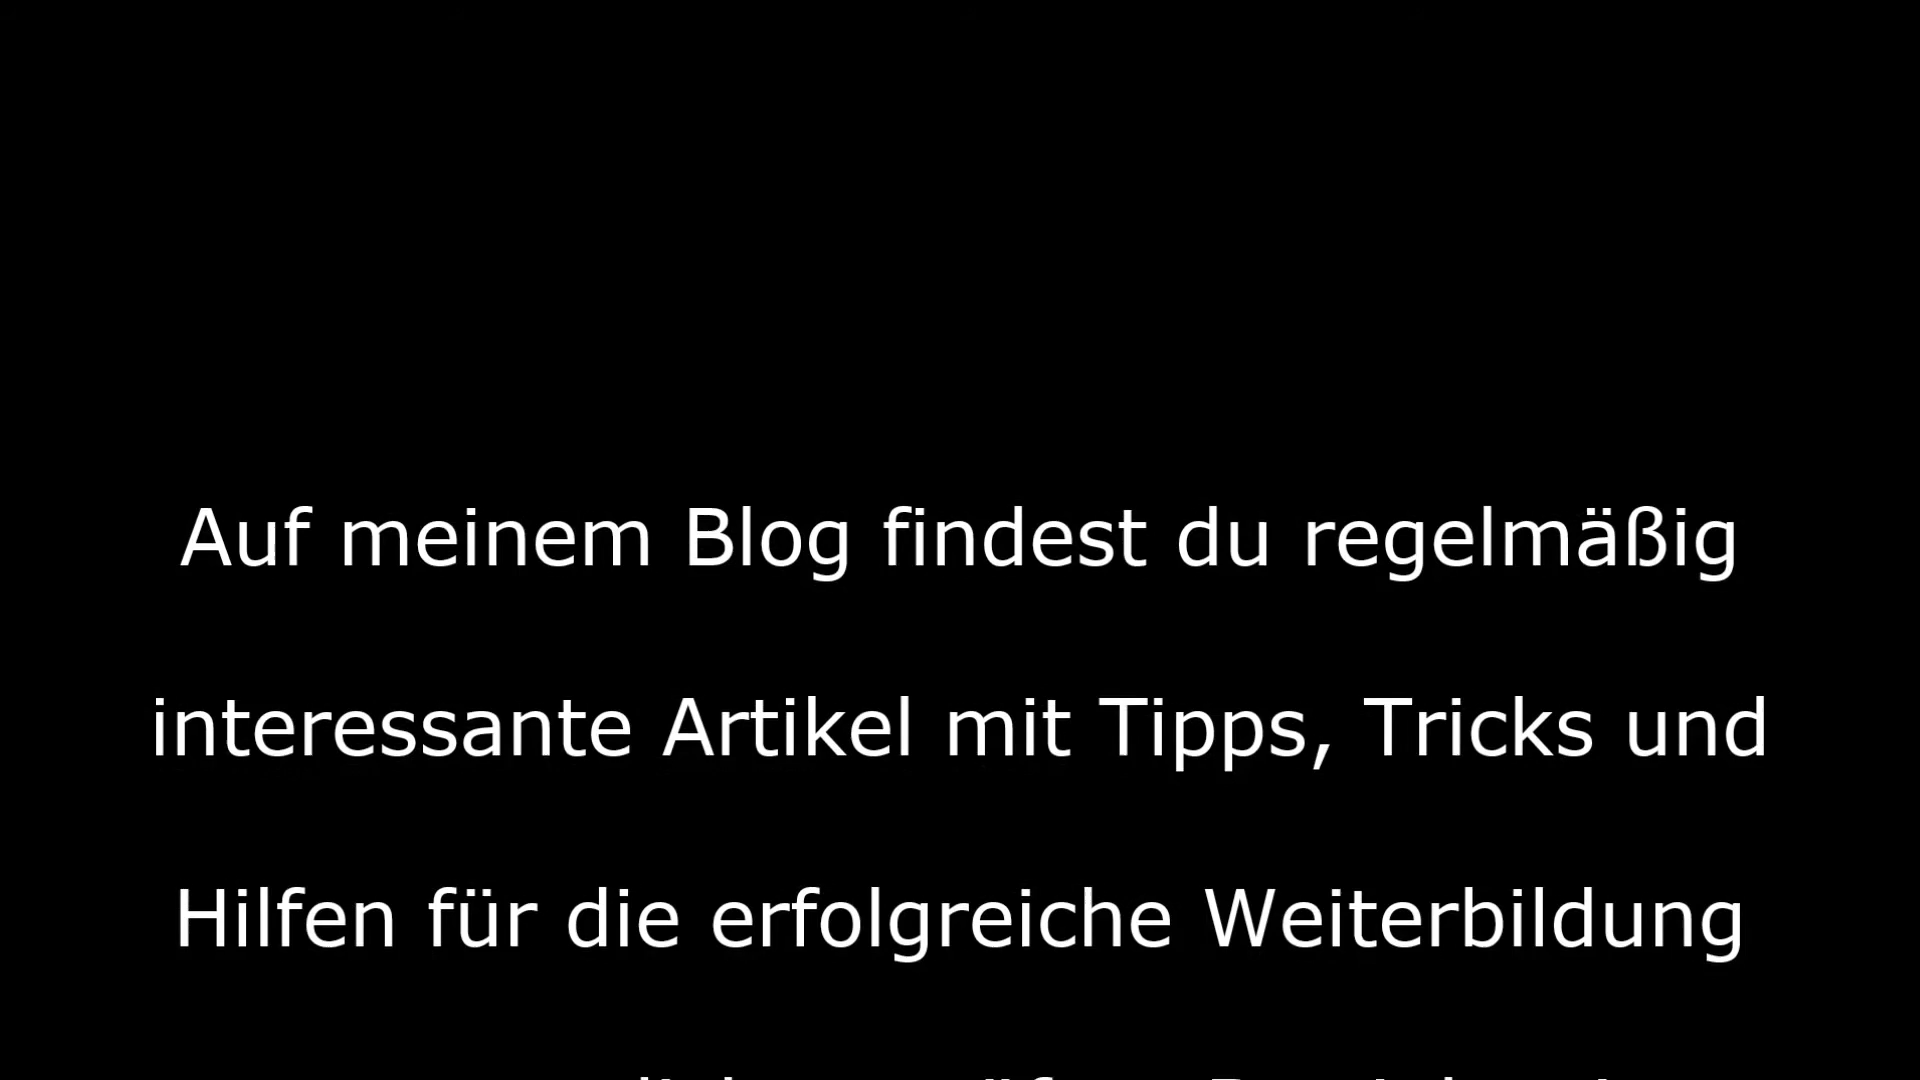 Auf meinem Blog findest du regelmäßig
interessante Artikel mit Tipps, Tricks und
Hilfen für die erfolgreiche Weiterbildung